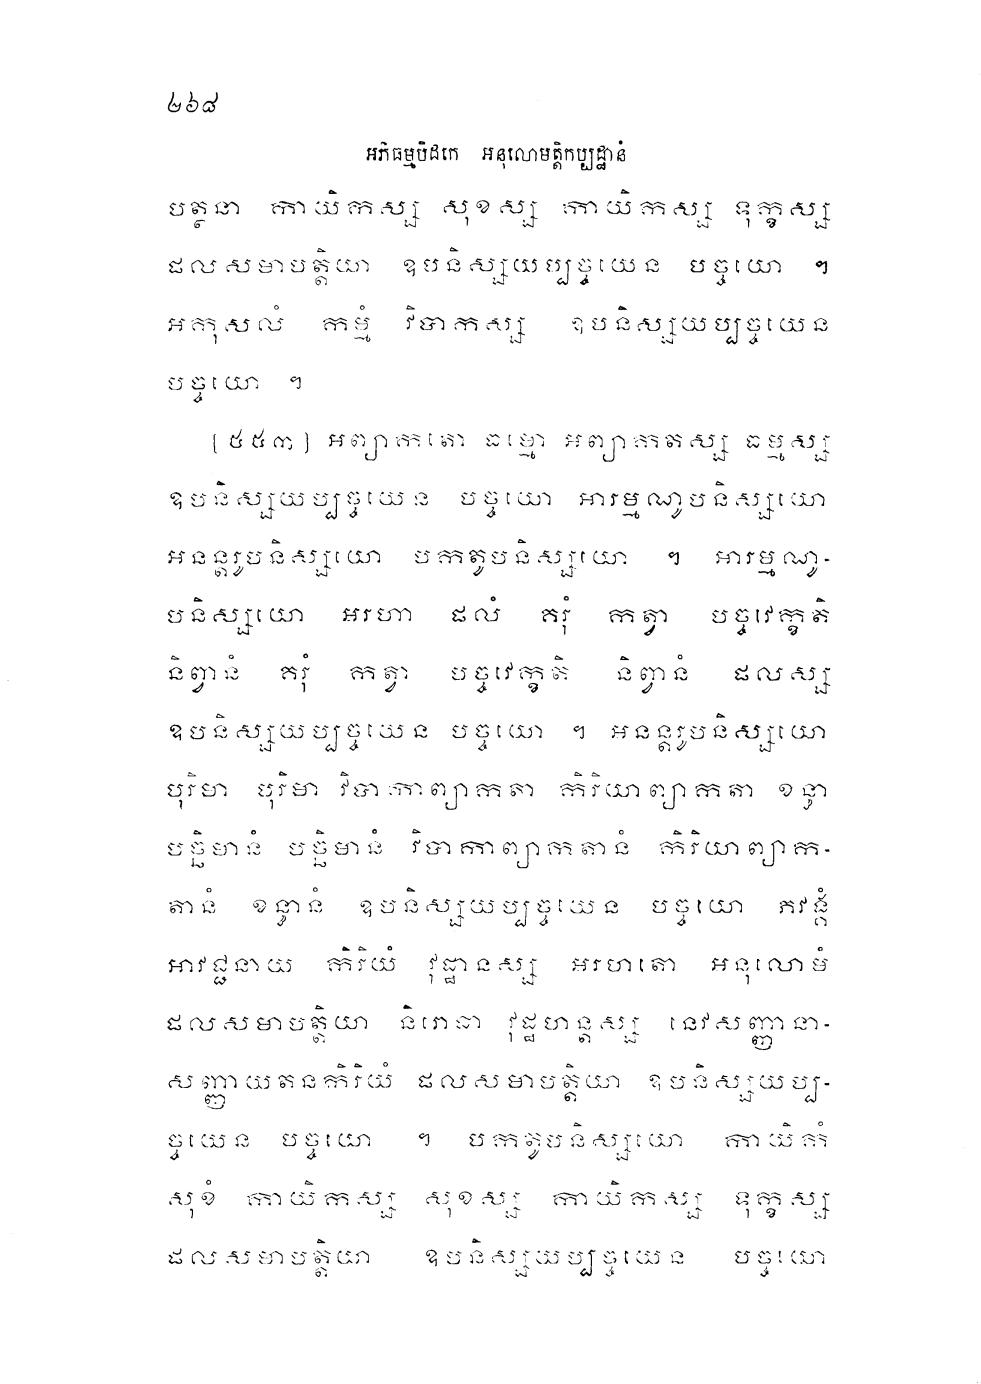 ២៦៨
អភិធម្មបិដកេ អនុលោមត្តិកប្បដ្ឋានំ
បត្ថនា កាយិកស្ស សុខស្ស កាយិកស្ស ទុក្ខស្ស
ផលសមាបត្តិយា ឧបនិស្សយប្បច្ចយេន បច្ចយោ ។
អកុសលំ កម្មំ វិបាកស្ស ឧបនិស្សយប្បច្ចយេន
បច្ចយោ ។
[៥៥៣] អព្យាកតោ ធម្មោ អព្យាកតស្ស ធម្មស្ស
ឧបនិស្សយប្បច្ចយេន បច្ចយោ អារម្មណូបនិស្សយោ
អនន្តរូបនិស្សយោ បកតូបនិស្សយោ ។ អារម្មណូ-
បនិស្សយោ អរហា ផលំ គរុំ កត្វា បច្ចវេក្ខតិ
និព្វានំ គរុំ កត្វា បច្ចវេក្ខតិ និព្វានំ ផលស្ស
ឧបនិស្សយប្បច្ចយេន បច្ចយោ ។ អនន្តរូបនិស្សយោ
បុរិមា បុរិមា វិបាកាព្យាកតា កិរិយាព្យាកតា ខន្ធា
បច្ឆិមានំ បច្ឆិមានំ វិបាកាព្យាកតានំ កិរិយាព្យាក-
តានំ ខន្ធានំ ឧបនិស្សយប្បច្ចយេន បច្ចយោ ភវង្គំ
អាវជ្ជនាយ កិរិយំ វុដ្ឋានស្ស អរហតោ អនុលោមំ
ផលសមាបត្តិយា និរោធា វុដ្ឋហន្តស្ស នេវសញ្ញានា-
សញ្ញាយតនកិរិយំ ផលសមាបត្តិយា ឧបនិស្សយប្ប-
ច្ចយេន បច្ចយោ ។ បកតូបនិស្សយោ កាយិកំ
សុខំ កាយិកស្ស សុខស្ស កាយិកស្ស ទុក្ខស្ស
ផលសមាបត្តិយា ឧបនិស្សយប្បច្ចយេន បច្ចយោ